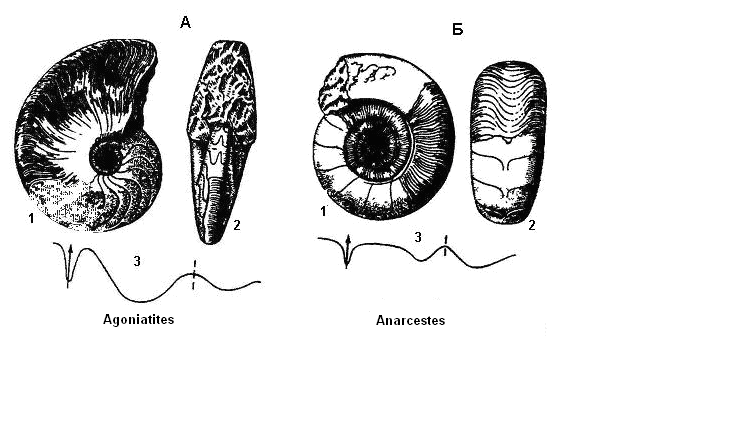 А
Б
1
2
3
1
2
3
Agoniatites
Anarcestes